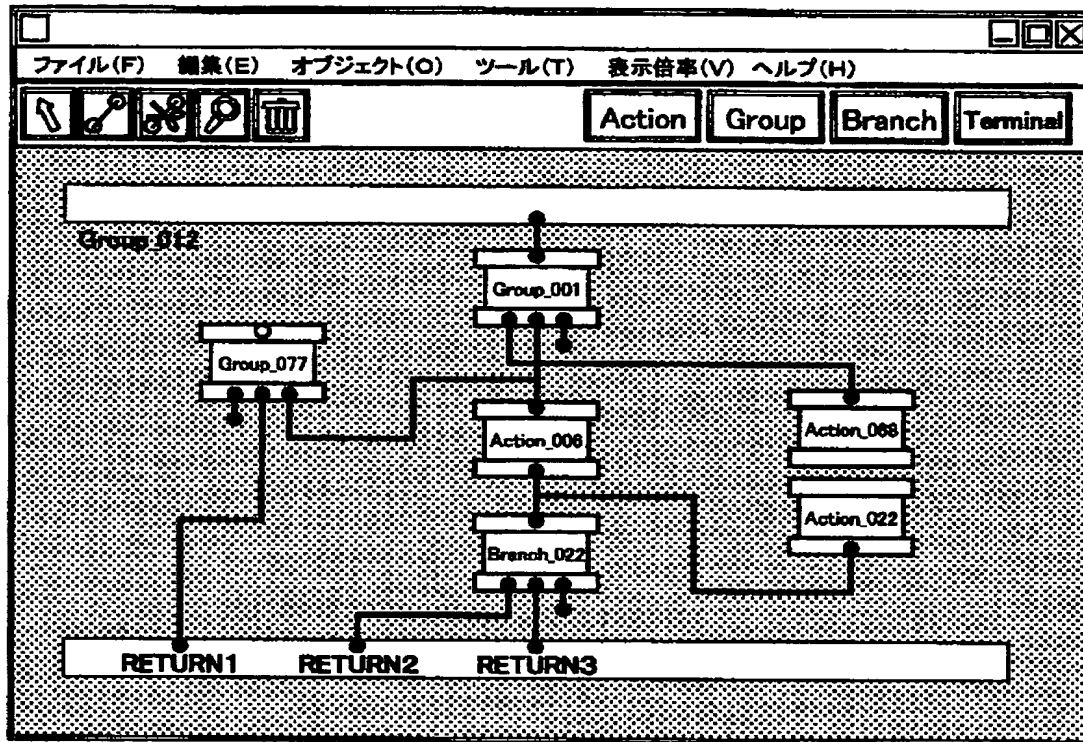 ファイル(F) 編集(E) オブジェクト(O) ツール(T) 表示倍率(V) ヘルプ(H)
Action Group Branch Terminal
Group_012
Group_001
Group_077
Action_006
Action_068
Action_022
Branch_022
RETURN1 RETURN2 RETURN3